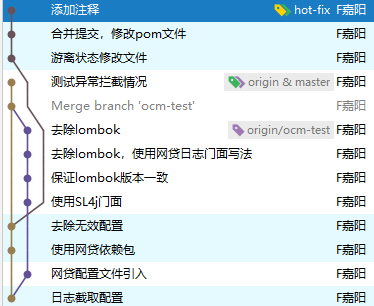 添加注释 hot-fix F嘉阳
合并提交，修改pom文件 F嘉阳
游离状态修改文件 F嘉阳
测试异常拦截情况 origin & master F嘉阳
Merge branch 'ocm-test' F嘉阳
去除lombok origin/ocm-test F嘉阳
去除lombok，使用网贷日志门面写法 F嘉阳
保证lombok版本一致 F嘉阳
使用SL4j门面 F嘉阳
去除无效配置 F嘉阳
使用网贷依赖包 F嘉阳
网贷配置文件引入 F嘉阳
日志截取配置 F嘉阳